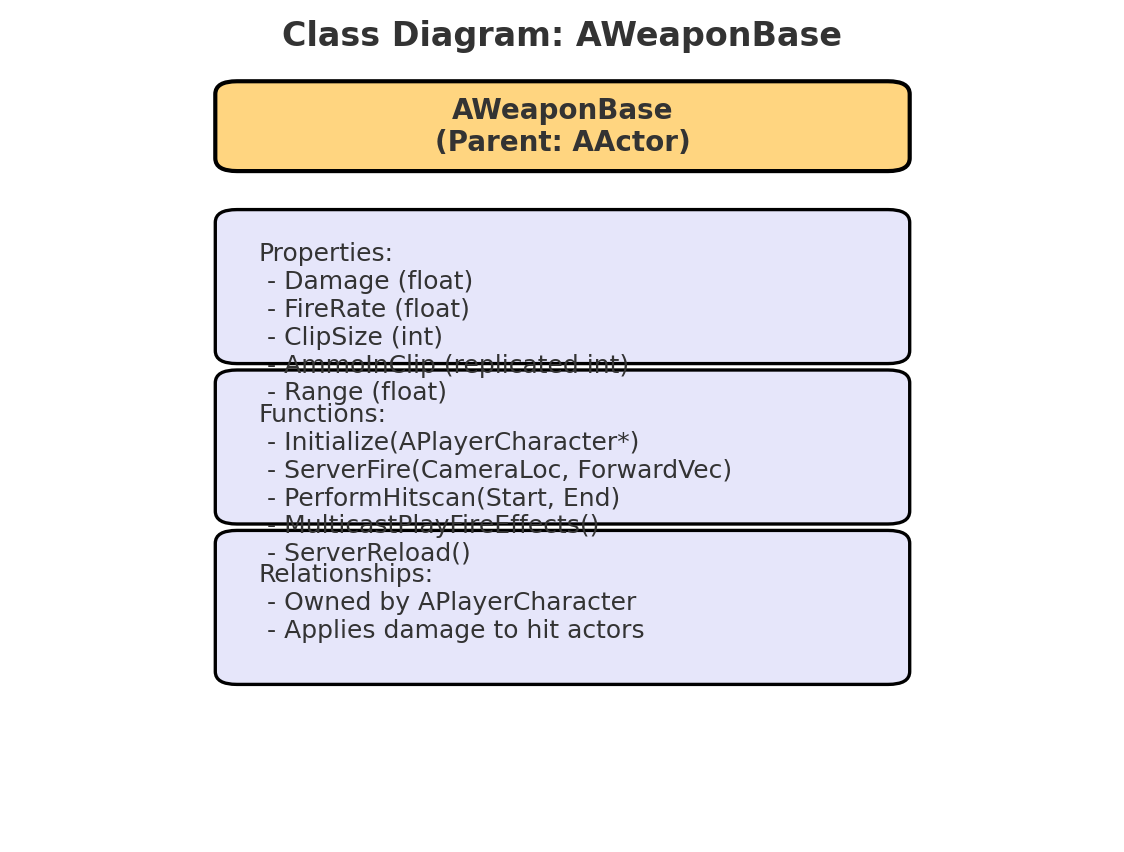 Class Diagram: AWeaponBase
AWeaponBase
(Parent: AActor)
Properties:
- Damage (float)
- FireRate (float)
- ClipSize (int)
- AmmoInClip (replicated int)
- Range (float)
Functions:
- Initialize(APlayerCharacter*)
- ServerFire(CameraLoc, ForwardVec)
- PerformHitscan(Start, End)
- MulticastPlayFireEffects()
- ServerReload()
Relationships:
- Owned by APlayerCharacter
- Applies damage to hit actors